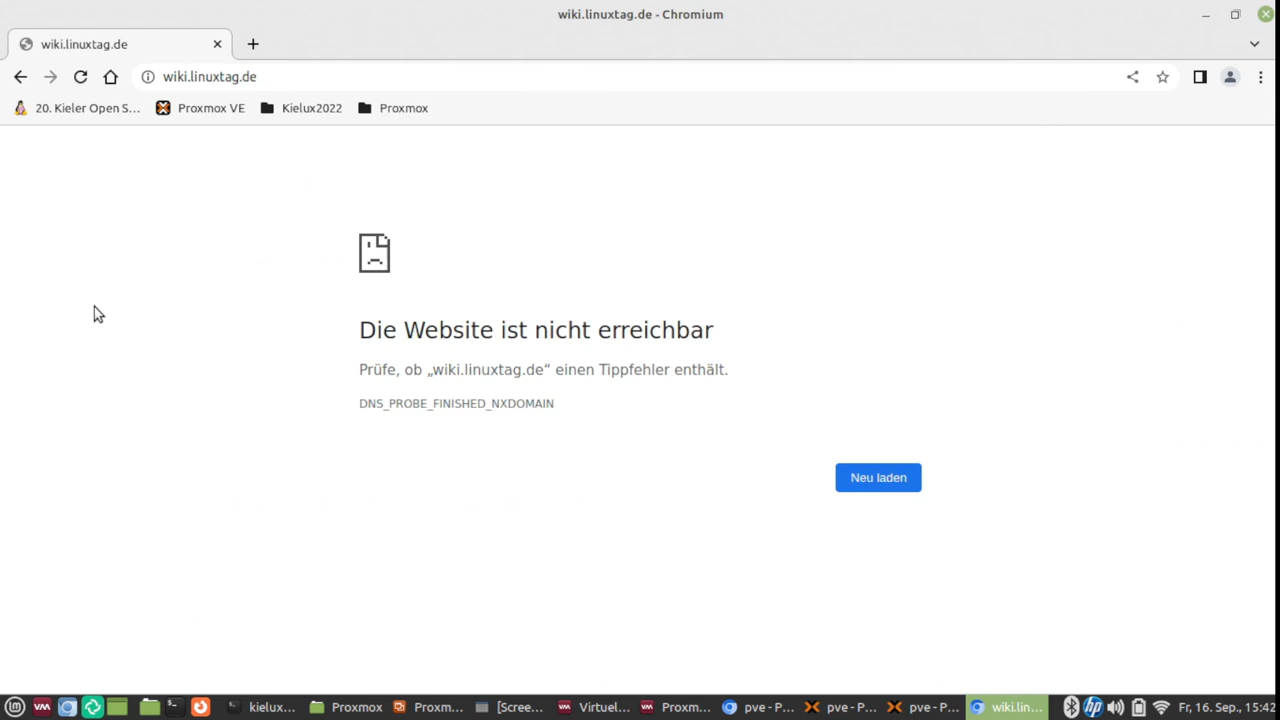 wiki.linuxtag.de - Chromium
wiki.linuxtag.de
wiki.linuxtag.de
20. Kieler Open S... Proxmox VE Kielux2022 Proxmox
Die Website ist nicht erreichbar
Prüfe, ob „wiki.linuxtag.de“ einen Tippfehler enthält.
DNS_PROBE_FINISHED_NXDOMAIN
Neu laden
kielux... Proxmox Proxm... [Scree... Virtuel... Proxm... pve - P... pve - P... pve - P... wiki.lin... Fr, 16. Sep., 15:42